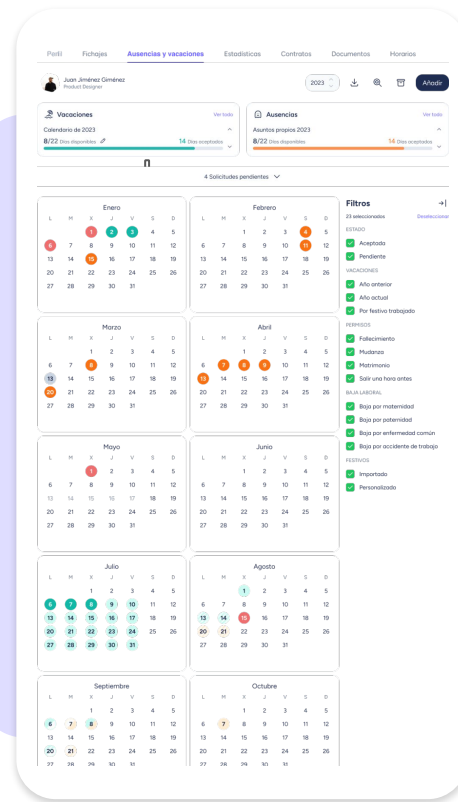 Perfil Fichajes Ausencias y vacaciones Estadísticas Contratos Documentos Horarios
Juan Jiménez Giménez
Product Designer
2023
Añadir
Vacaciones Ver todo
Calendario de 2023
8/22 Días disponibles 14 Días aceptados
Ausencias Ver todo
Asuntos propios 2023
8/22 Días disponibles 14 Días aceptados
4 Solicitudes pendientes
Enero
L M X J V S D
1 2 3 4 5
6 7 8 9 10 11 12
13 14 15 16 17 18 19
20 21 22 23 24 25 26
27 28 29 30 31
Febrero
L M X J V S D
1 2 3 4 5
6 7 8 9 10 11 12
13 14 15 16 17 18 19
20 21 22 23 24 25 26
27 28 29 30 31
Marzo
L M X J V S D
1 2 3 4 5
6 7 8 9 10 11 12
13 14 15 16 17 18 19
20 21 22 23 24 25 26
27 28 29 30 31
Abril
L M X J V S D
1 2 3 4 5
6 7 8 9 10 11 12
13 14 15 16 17 18 19
20 21 22 23 24 25 26
27 28 29 30 31
Mayo
L M X J V S D
1 2 3 4 5
6 7 8 9 10 11 12
13 14 15 16 17 18 19
20 21 22 23 24 25 26
27 28 29 30 31
Junio
L M X J V S D
1 2 3 4 5
6 7 8 9 10 11 12
13 14 15 16 17 18 19
20 21 22 23 24 25 26
27 28 29 30 31
Julio
L M X J V S D
1 2 3 4 5
6 7 8 9 10 11 12
13 14 15 16 17 18 19
20 21 22 23 24 25 26
27 28 29 30 31
Agosto
L M X J V S D
1 2 3 4 5
6 7 8 9 10 11 12
13 14 15 16 17 18 19
20 21 22 23 24 25 26
27 28 29 30 31
Septiembre
L M X J V S D
1 2 3 4 5
6 7 8 9 10 11 12
13 14 15 16 17 18 19
20 21 22 23 24 25 26
27 28 29 30 31
Octubre
L M X J V S D
1 2 3 4 5
6 7 8 9 10 11 12
13 14 15 16 17 18 19
20 21 22 23 24 25 26
27 28 29 30 31
Filtros
23 seleccionados Deseleccionar
ESTADO
Aceptado
Pendiente
VACACIONES
Año anterior
Año actual
Por festivo trabajado
PERMISOS
Fallecimiento
Mudanza
Matrimonio
Salir una hora antes
BAJA LABORAL
Baja por maternidad
Baja por paternidad
Baja por enfermedad común
Baja por accidente de trabajo
FESTIVOS
Importado
Personalizado